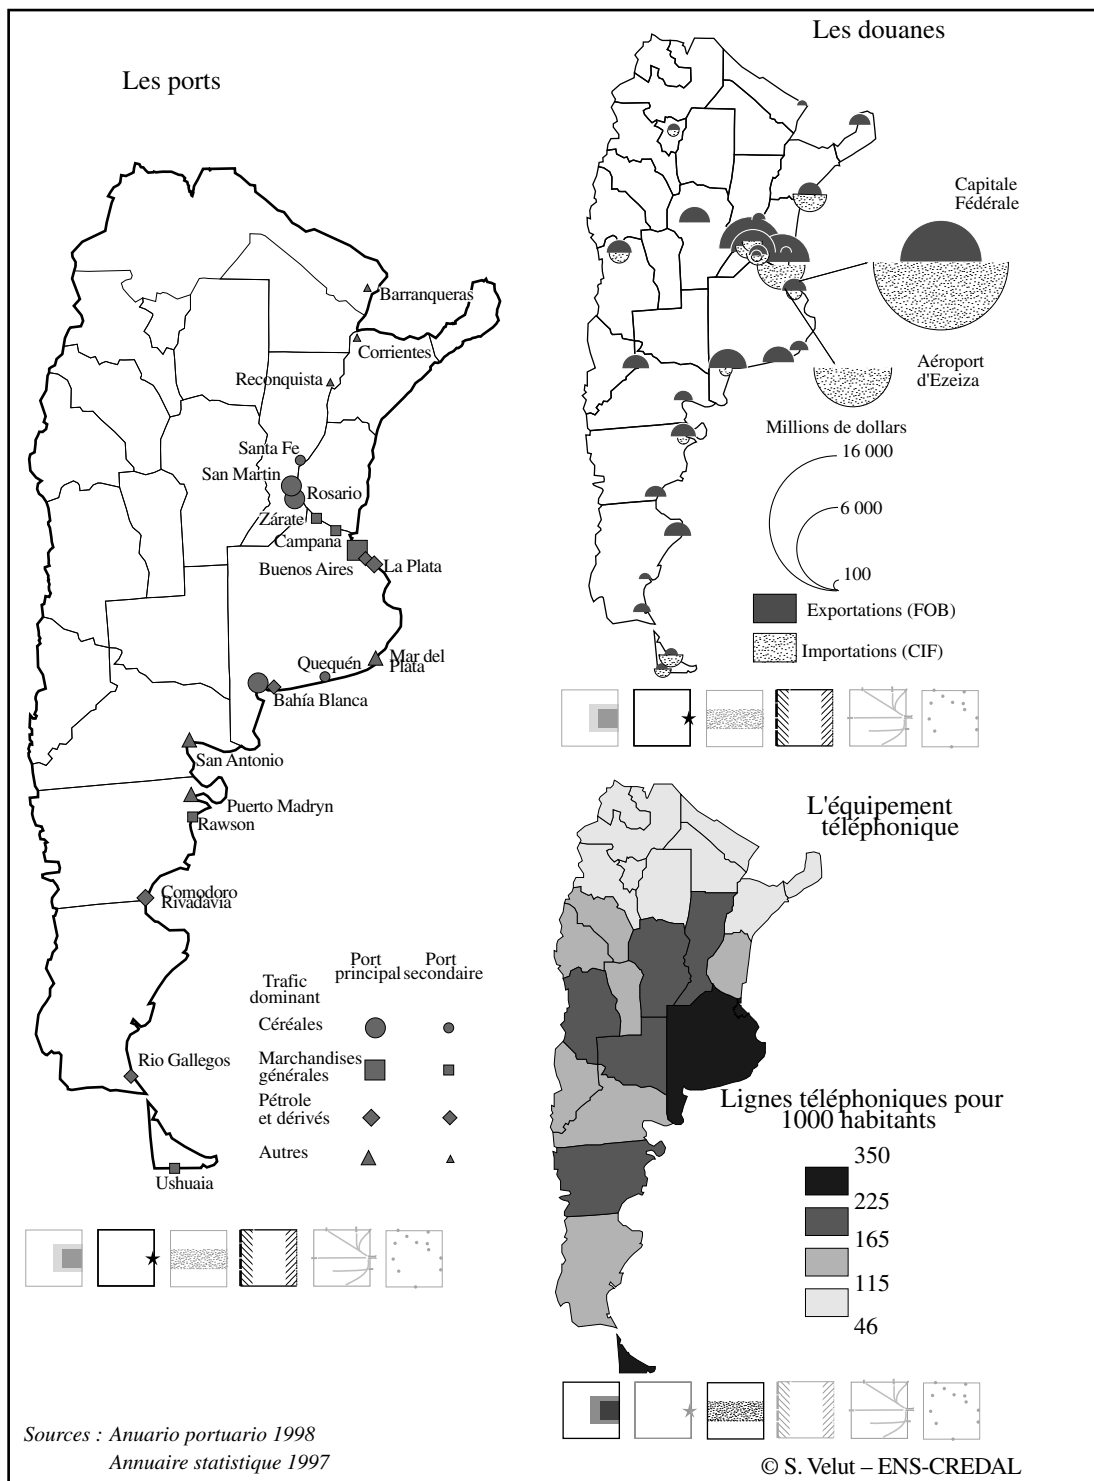 Les ports
Barranqueras
Corrientes
Reconquista
Santa Fe
San Martin
Rosario
Zárate
Campana
Buenos Aires
La Plata
Mar del
Plata
Quequén
Bahía Blanca
San Antonio
Puerto Madryn
Rawson
Comodoro
Rivadavia
Rio Gallegos
Ushuaia
Trafic
dominant
Port
principal
Port
secondaire
Céréales
Marchandises
générales
Pétrole
et dérivés
Autres
Les douanes
Capitale
Fédérale
Aéroport
d'Ezeiza
Millions de dollars
16 000
6 000
100
Exportations (FOB)
Importations (CIF)
L'équipement
téléphonique
Lignes téléphoniques pour
1000 habitants
350
225
165
115
46
Sources : Anuario portuario 1998
Annuaire statistique 1997
© S. Velut – ENS-CREDAL